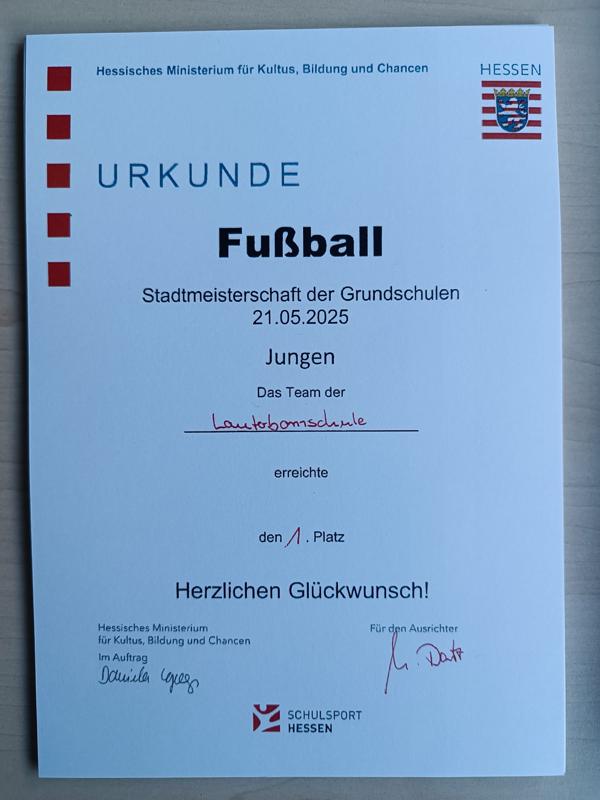 Hessisches Ministerium für Kultus, Bildung und Chancen
HESSEN
URKUNDE
Fußball
Stadtmeisterschaft der Grundschulen
21.05.2025
Jungen
Das Team der
Lauterbornschule
erreichte
den 1. Platz
Herzlichen Glückwunsch!
Hessisches Ministerium
für Kultus, Bildung und Chancen
Im Auftrag
Daniela
Für den Ausrichter
SCHULSPORT
HESSEN